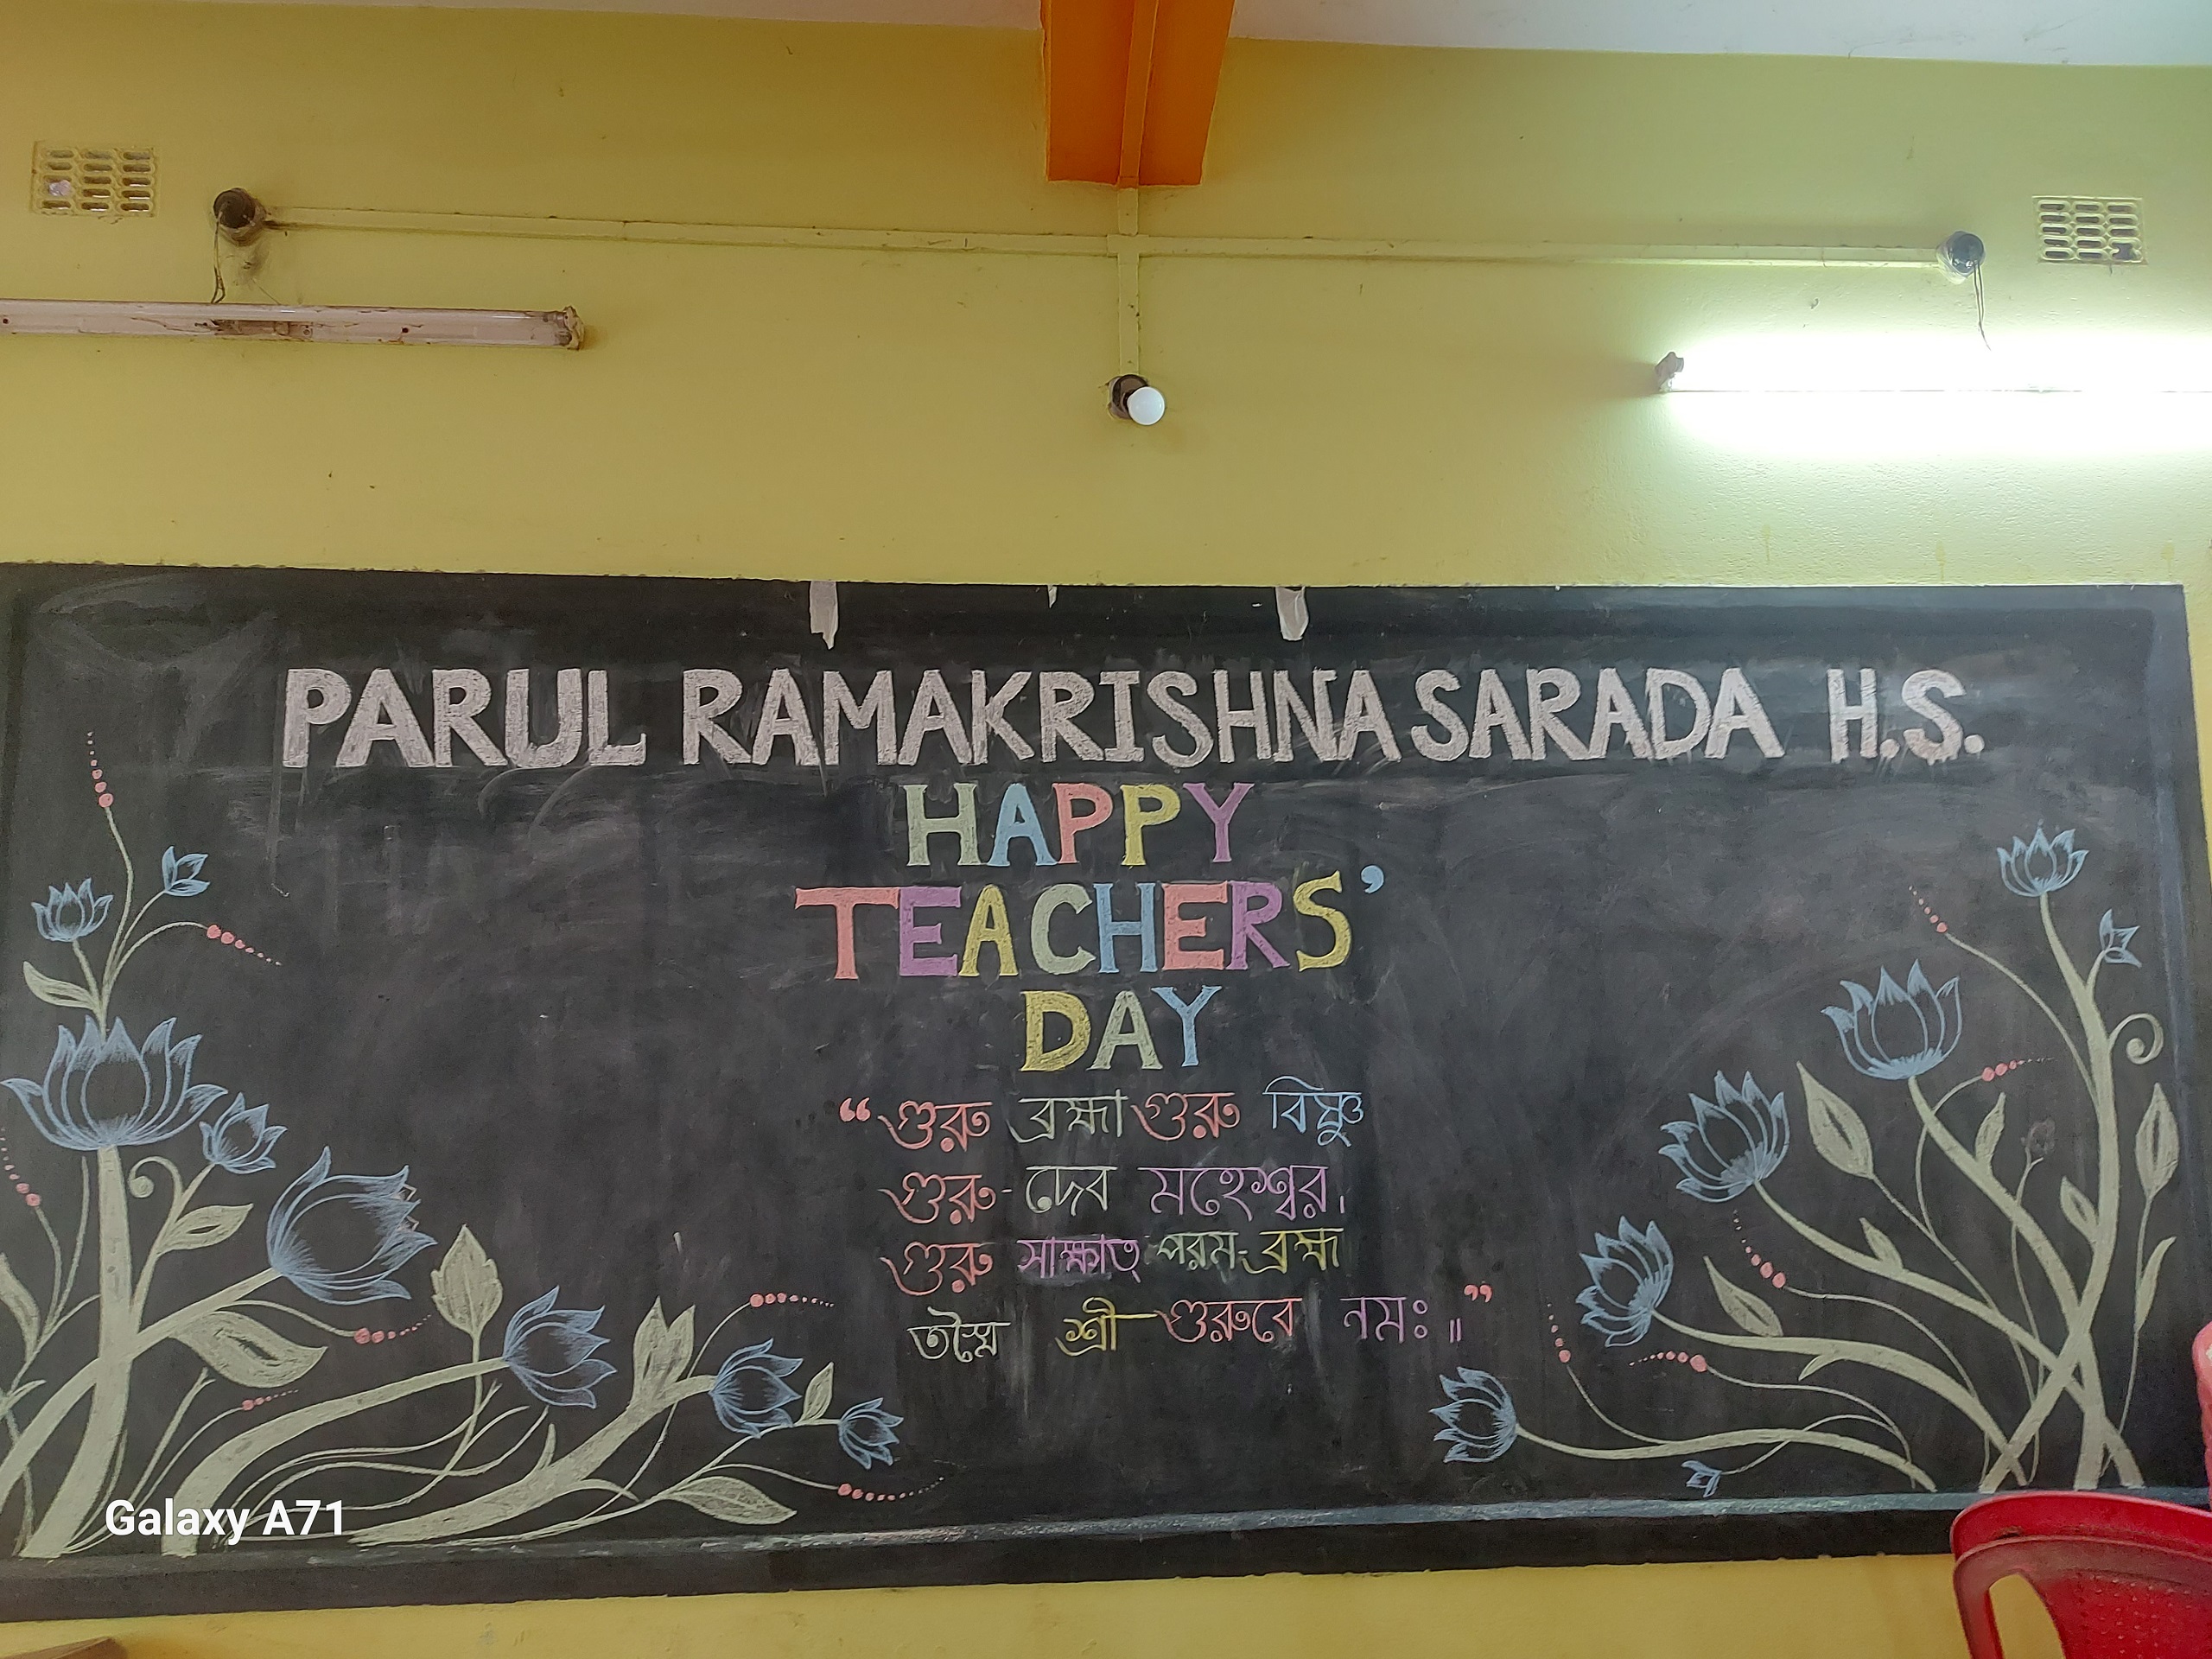 PARUL RAMAKRISHNA SARADA H.S.
HAPPY
TEACHERS’
DAY
“গুরু ব্রহ্মা গুরু বিষ্ণু
গুরু-দেব মহেশ্বর।
গুরু সাক্ষাত্ পরম-ব্রহ্ম
তস্মৈ শ্রী গুরুবে নমঃ॥”
Galaxy A71